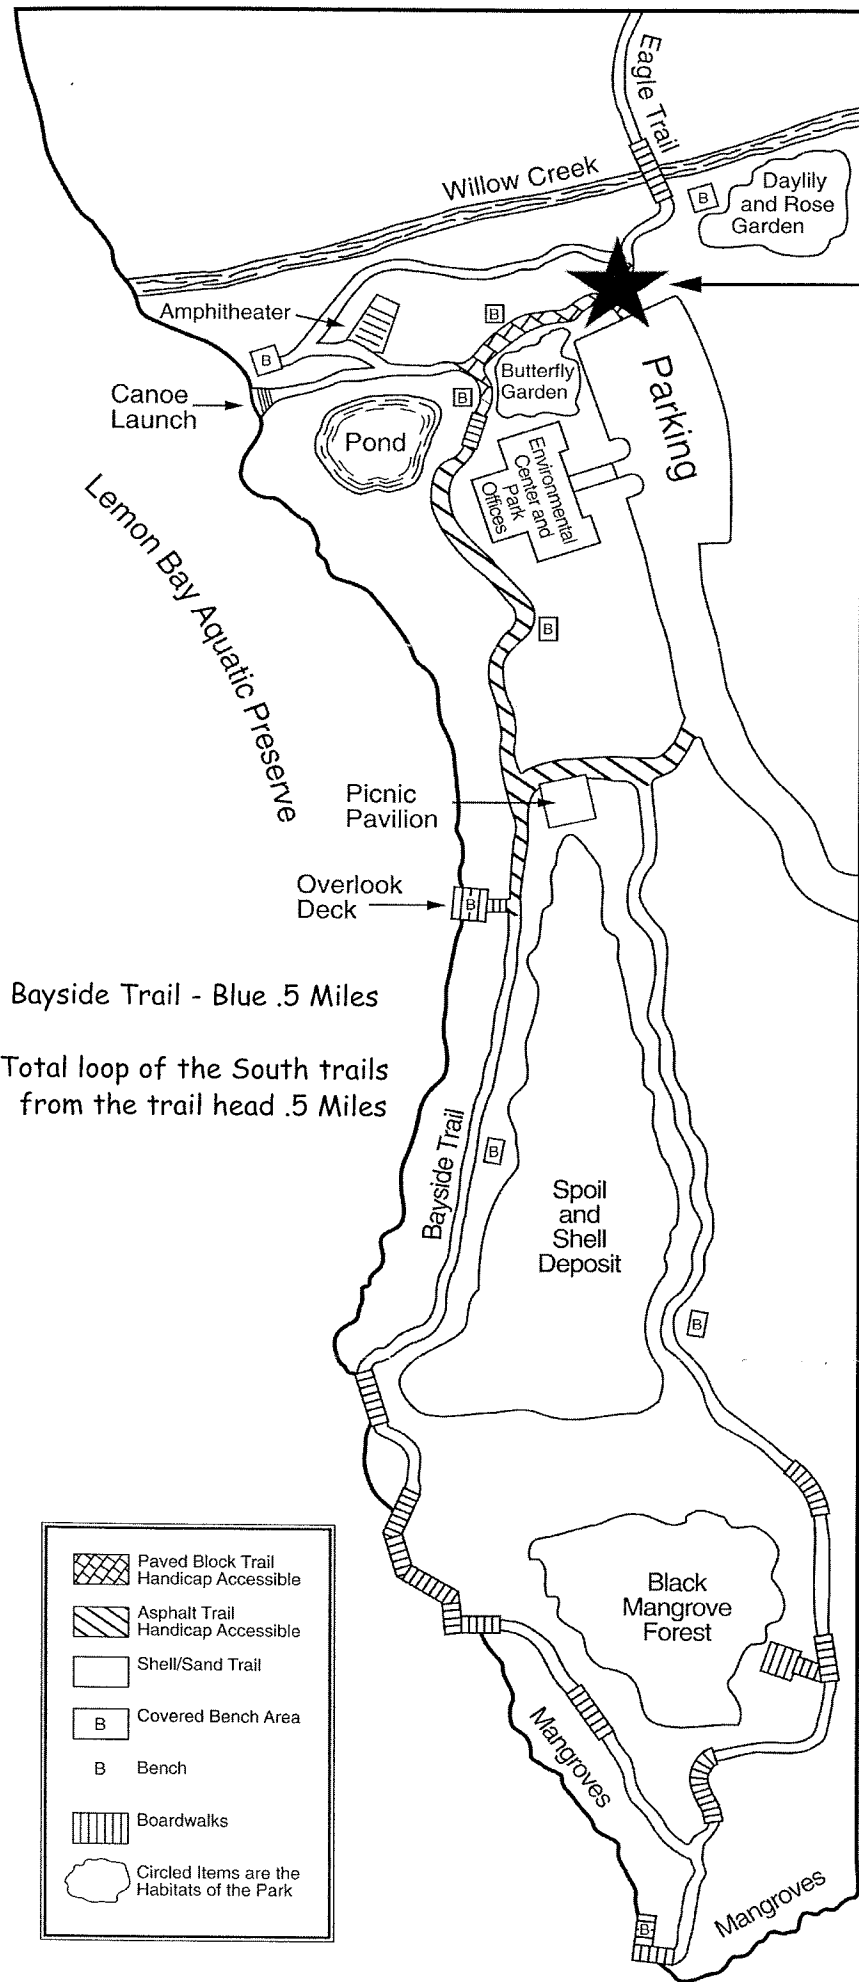 Eagle Trail
Willow Creek
B
Daylily
and Rose
Garden
Amphitheater
B
B
Butterfly
Garden
Parking
Canoe
Launch
B
Pond
Environmental
Center and
Park
Offices
Lemon Bay Aquatic Preserve
B
Picnic
Pavilion
Overlook
Deck
B
Bayside Trail - Blue .5 Miles
Total loop of the South trails
from the trail head .5 Miles
Bayside Trail
B
Spoil
and
Shell
Deposit
B
Black
Mangrove
Forest
Mangroves
Mangroves
B
Paved Block Trail
Handicap Accessible
Asphalt Trail
Handicap Accessible
Shell/Sand Trail
B Covered Bench Area
B Bench
Boardwalks
Circled Items are the
Habitats of the Park